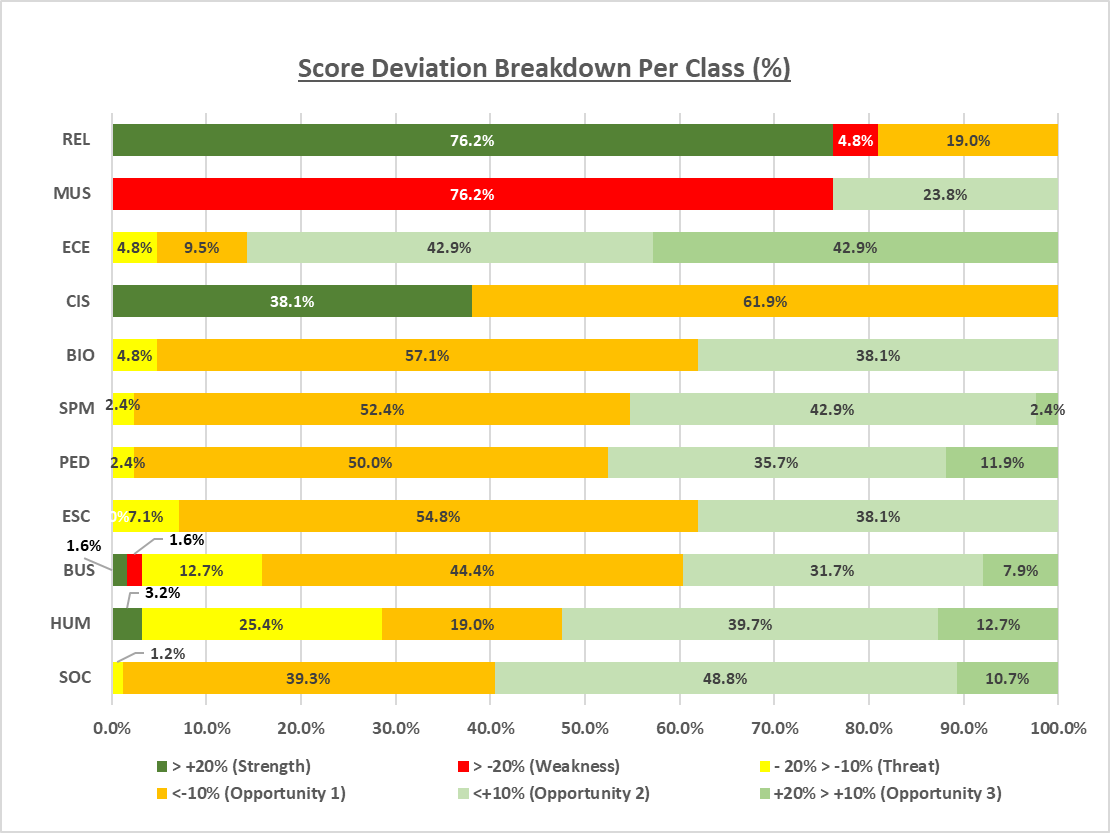 Score Deviation Breakdown Per Class (%)
REL 76.2% 4.8% 19.0%
MUS 76.2% 23.8%
ECE 4.8% 9.5% 42.9% 42.9%
CIS 38.1% 61.9%
BIO 4.8% 57.1% 38.1%
SPM 2.4% 52.4% 42.9% 2.4%
PED 2.4% 50.0% 35.7% 11.9%
ESC 7.1% 54.8% 38.1%
1.6% 1.6%
BUS 12.7% 44.4% 31.7% 7.9%
3.2%
HUM 25.4% 19.0% 39.7% 12.7%
1.2%
SOC 39.3% 48.8% 10.7%
0.0% 10.0% 20.0% 30.0% 40.0% 50.0% 60.0% 70.0% 80.0% 90.0% 100.0%
> +20% (Strength) > -20% (Weakness) - 20% > -10% (Threat)
<-10% (Opportunity 1) <+10% (Opportunity 2) +20% > +10% (Opportunity 3)